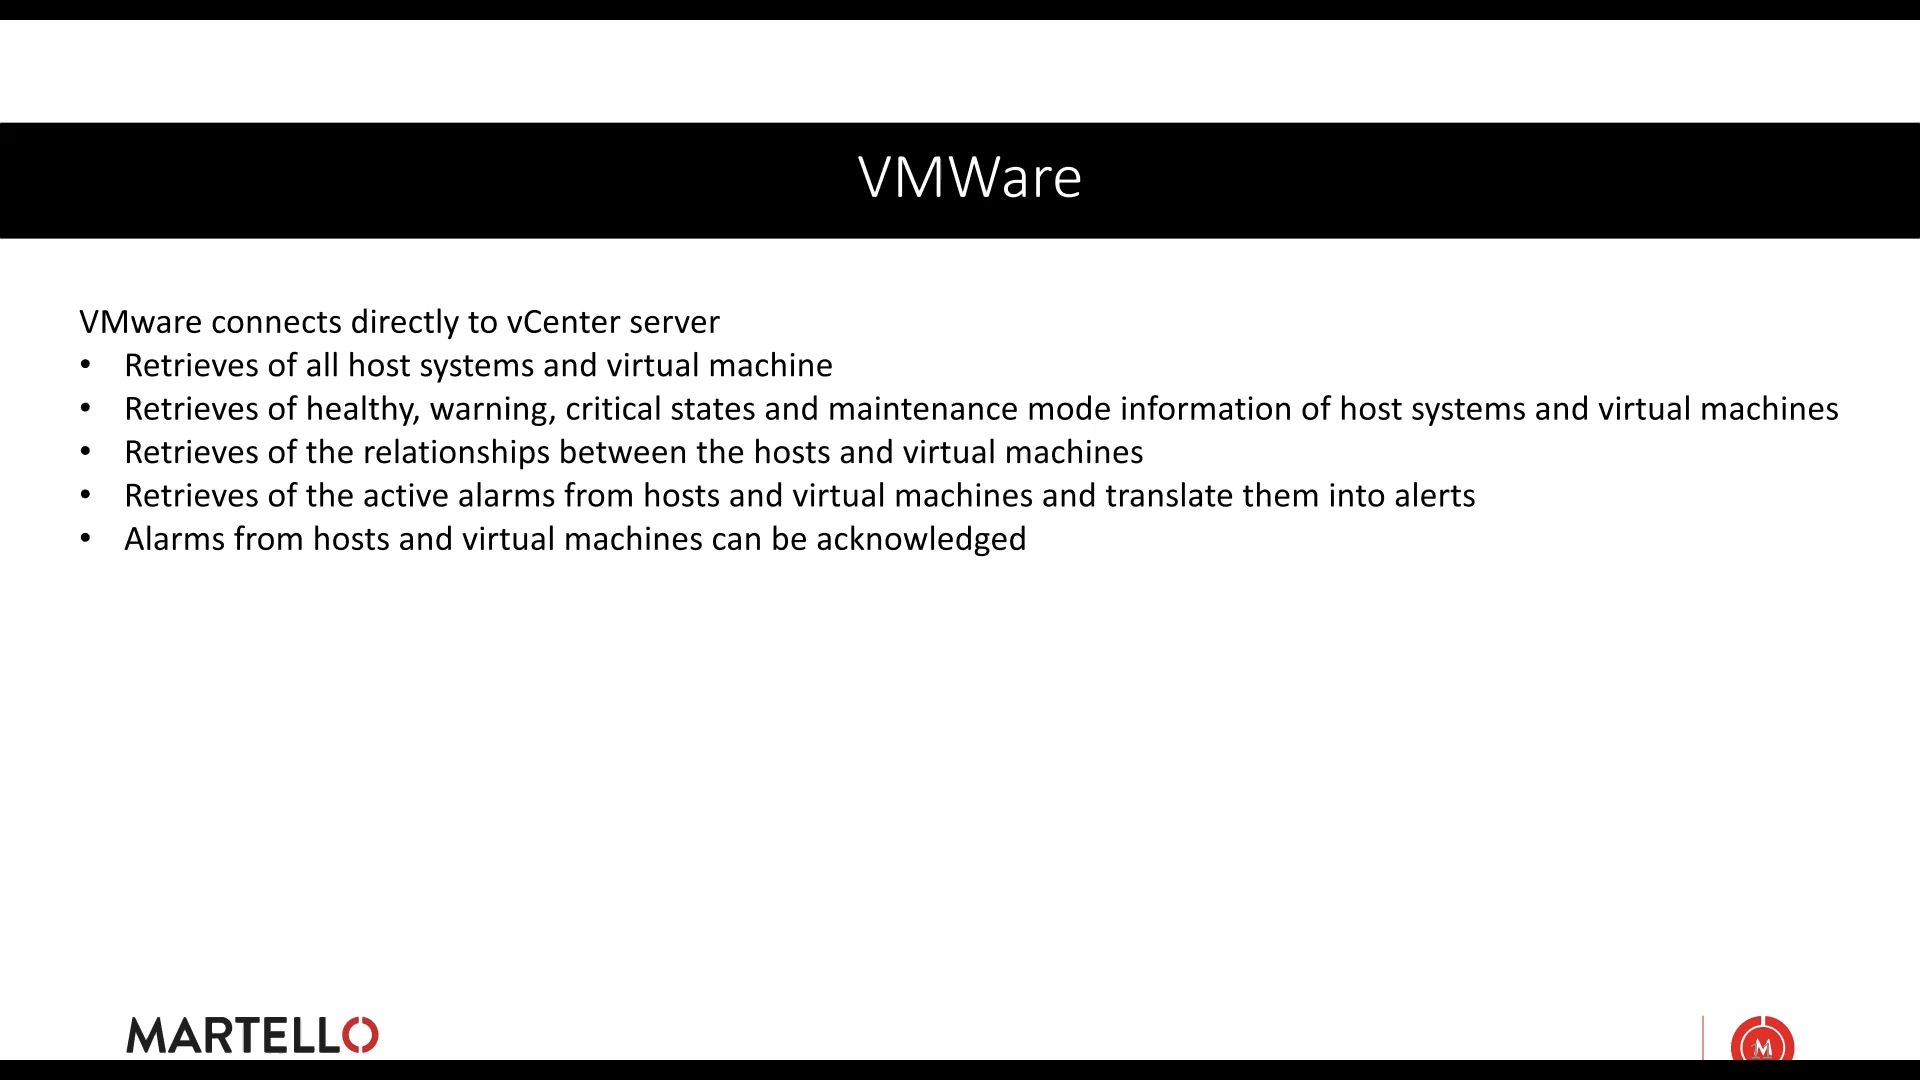 VMWare
VMware connects directly to vCenter server
• Retrieves of all host systems and virtual machine
• Retrieves of healthy, warning, critical states and maintenance mode information of host systems and virtual machines
• Retrieves of the relationships between the hosts and virtual machines
• Retrieves of the active alarms from hosts and virtual machines and translate them into alerts
• Alarms from hosts and virtual machines can be acknowledged
MARTELLO
M